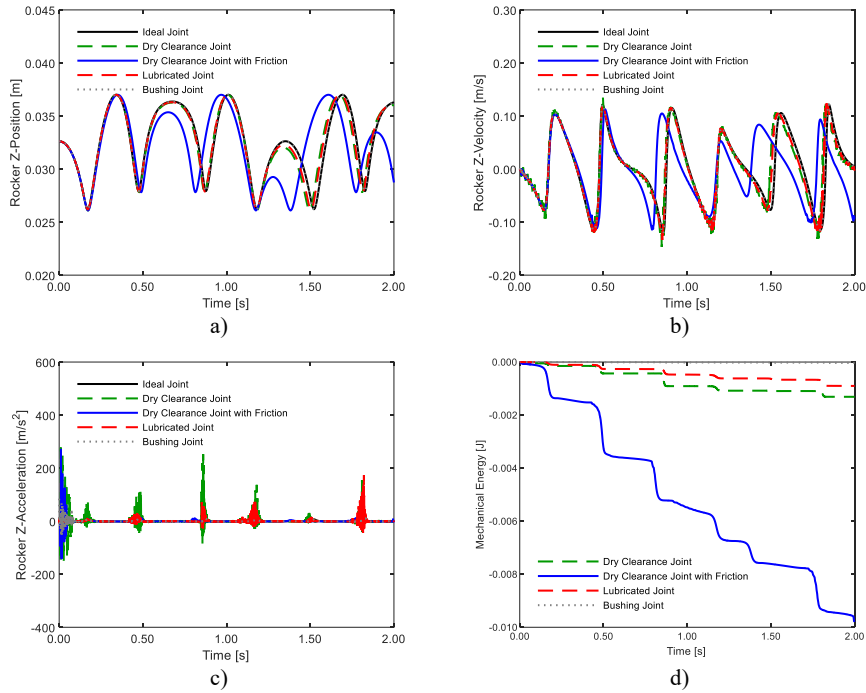 0.045
0.040
0.035
0.030
0.025
0.020
Rocker Z-Position [m]
Ideal Joint
Dry Clearance Joint
Dry Clearance Joint with Friction
Lubricated Joint
Bushing Joint
0.00
0.50
1.00
1.50
2.00
Time [s]
a)
0.30
0.20
0.10
0.00
-0.10
-0.20
Rocker Z-Velocity [m/s]
Ideal Joint
Dry Clearance Joint
Dry Clearance Joint with Friction
Lubricated Joint
Bushing Joint
0.00
0.50
1.00
1.50
2.00
Time [s]
b)
600
400
200
0
-200
-400
Rocker Z-Acceleration [m/s²]
Ideal Joint
Dry Clearance Joint
Dry Clearance Joint with Friction
Lubricated Joint
Bushing Joint
0.00
0.50
1.00
1.50
2.00
Time [s]
c)
0.000
-0.002
-0.004
-0.006
-0.008
-0.010
Mechanical Energy [J]
Dry Clearance Joint
Dry Clearance Joint with Friction
Lubricated Joint
Bushing Joint
0.00
0.50
1.00
1.50
2.00
Time [s]
d)